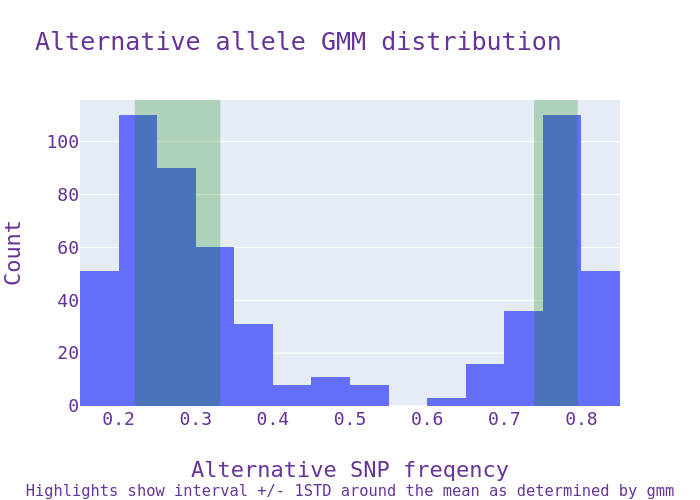 Alternative allele GMM distribution
Count
100
80
60
40
20
0
0.2 0.3 0.4 0.5 0.6 0.7 0.8
Alternative SNP freqency
Highlights show interval +/- 1STD around the mean as determined by gmm